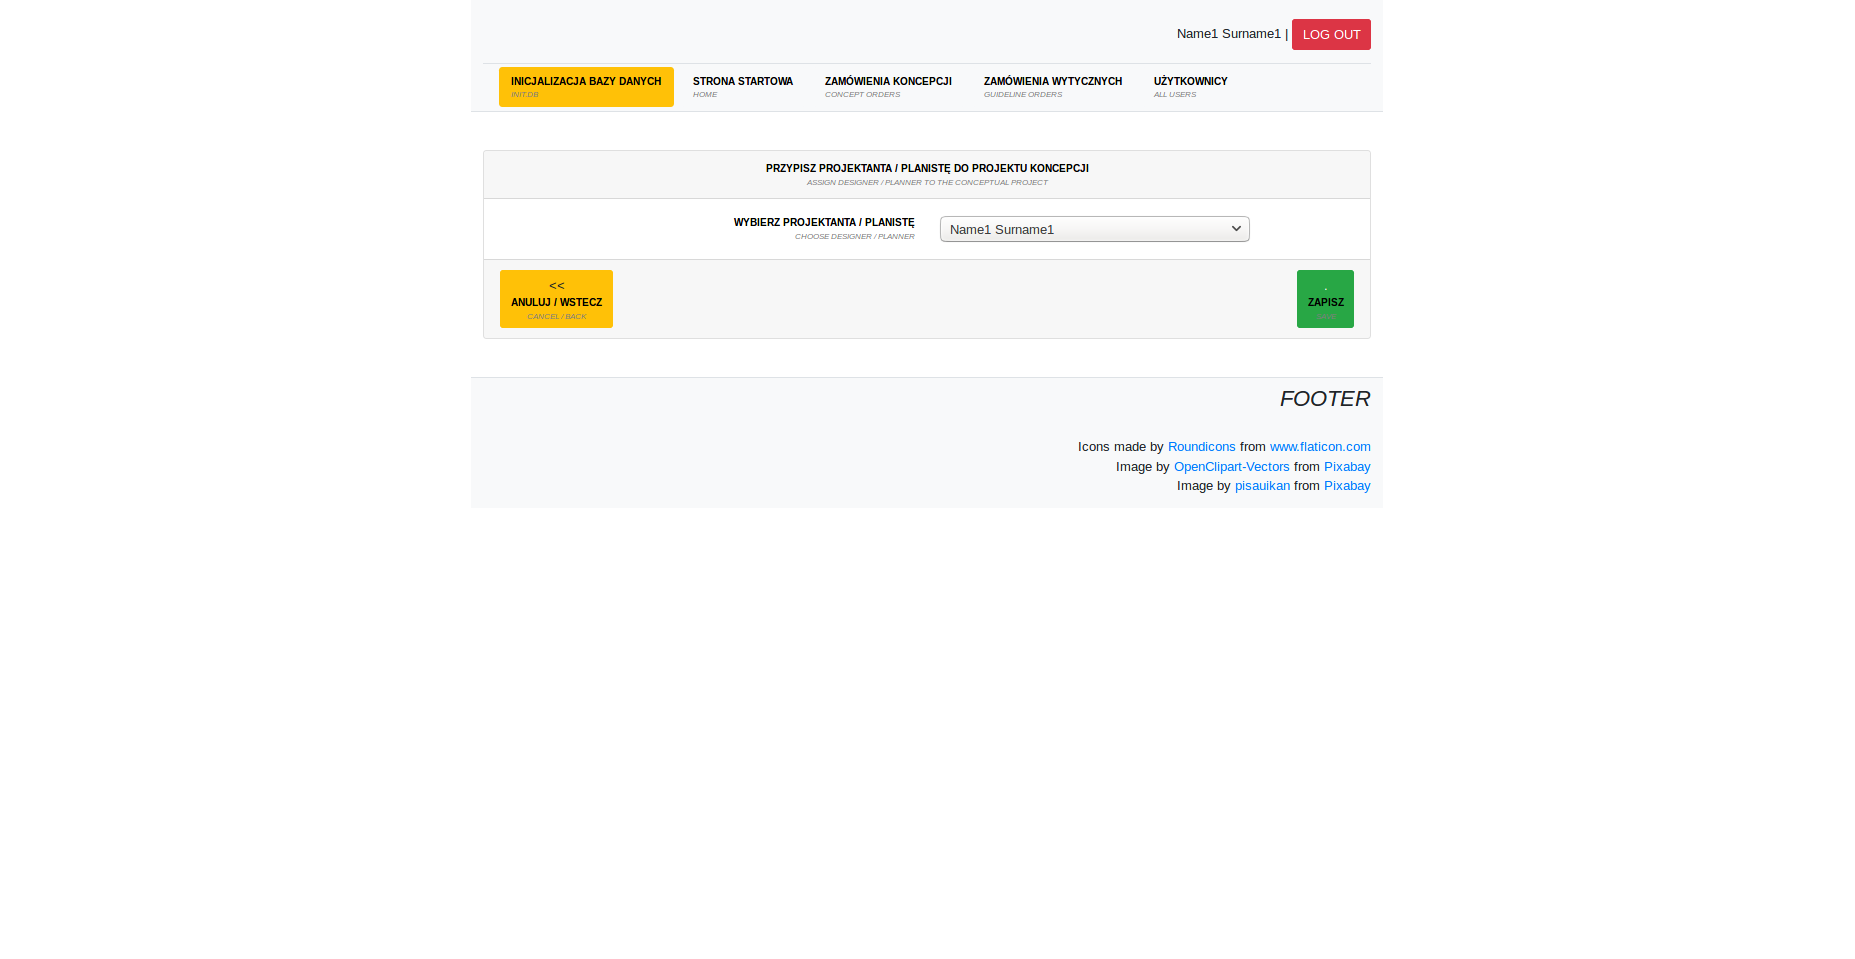 Name1 Surname1 | LOG OUT
INICJALIZACJA BAZY DANYCH
INIT.DB
STRONA STARTOWA
HOME
ZAMÓWIENIA KONCEPCJI
CONCEPT ORDERS
ZAMÓWIENIA WYTYCZNYCH
GUIDELINE ORDERS
UŻYTKOWNICY
ALL USERS
PRZYPISZ PROJEKTANTA / PLANISTĘ DO PROJEKTU KONCEPCJI
ASSIGN DESIGNER / PLANNER TO THE CONCEPTUAL PROJECT
WYBIERZ PROJEKTANTA / PLANISTĘ
CHOOSE DESIGNER / PLANNER
Name1 Surname1
<<
ANULUJ / WSTECZ
CANCEL / BACK
.
ZAPISZ
FOOTER
Icons made by Roundicons from www.flaticon.com
Image by OpenClipart-Vectors from Pixabay
Image by pisauikan from Pixabay